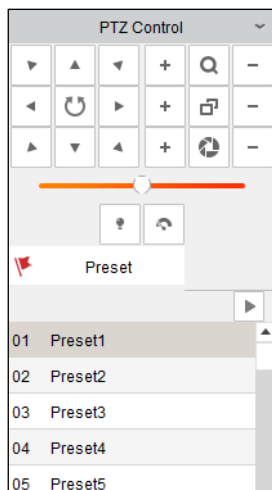 PTZ Control
Preset
01 Preset1
02 Preset2
03 Preset3
04 Preset4
05 Preset5